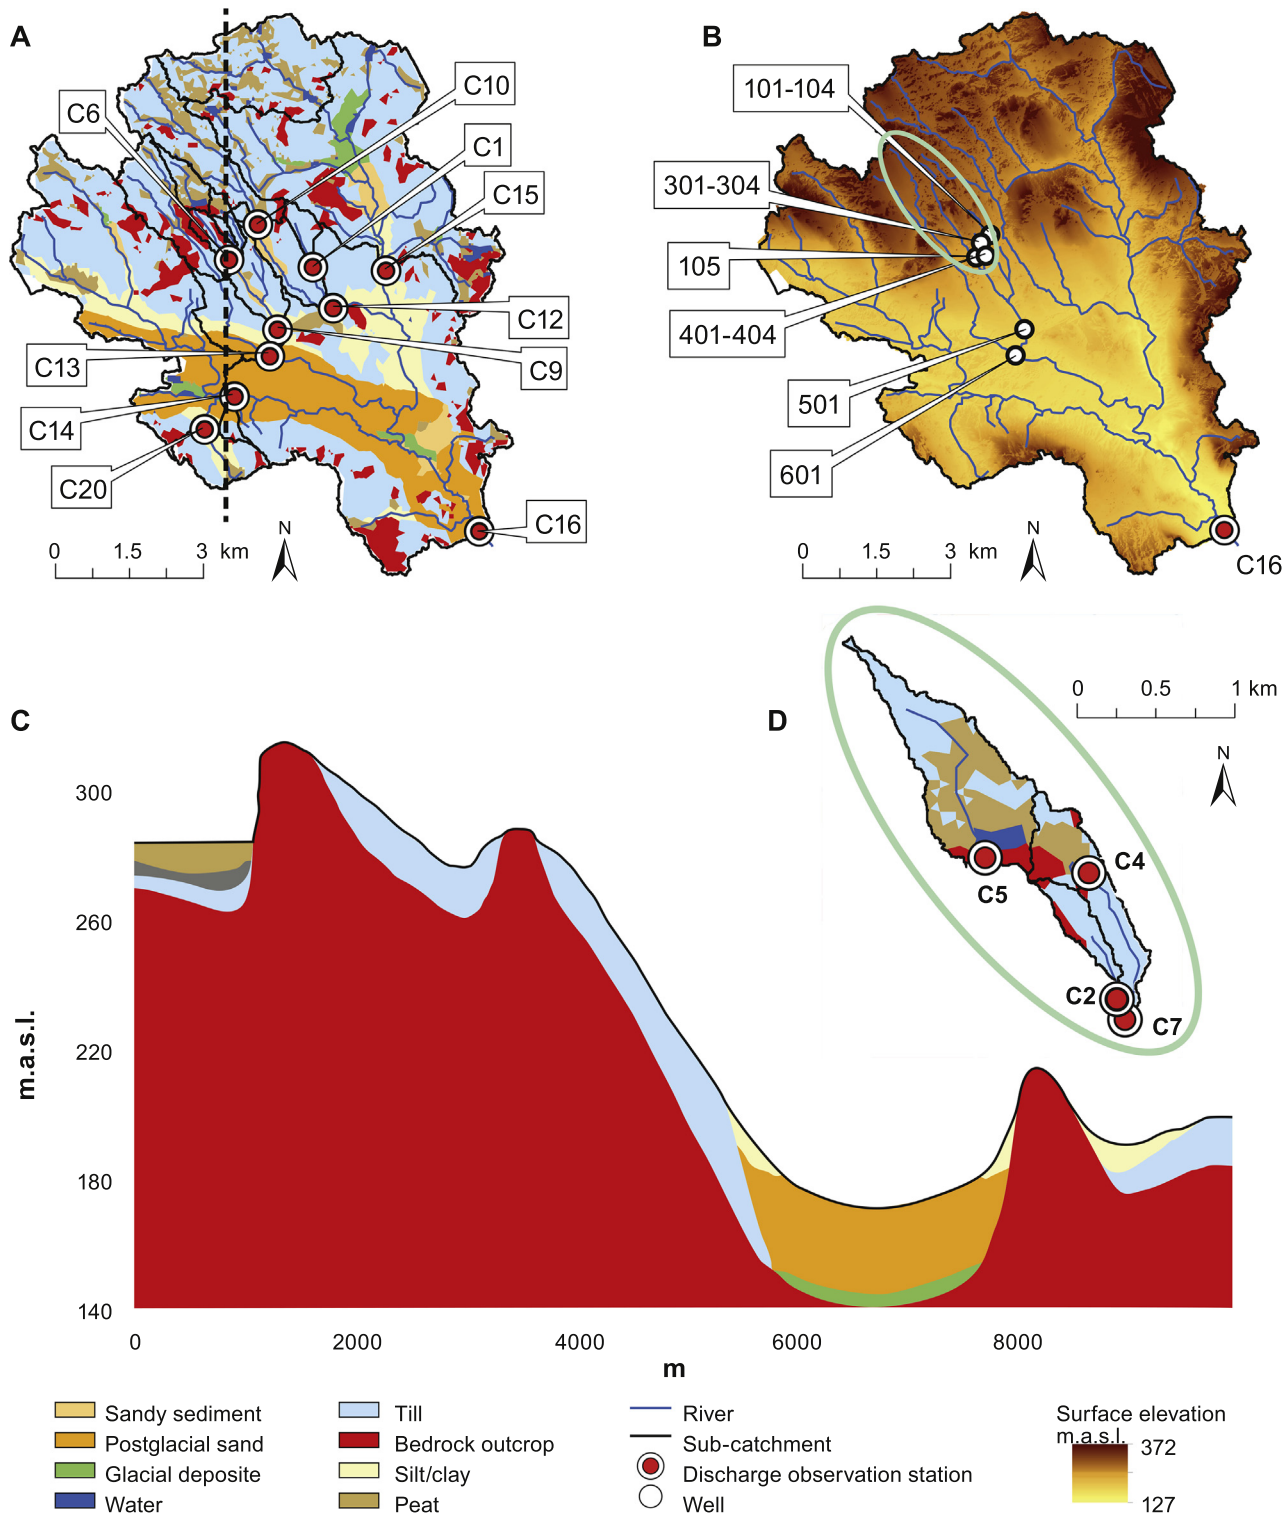 A
C6
C10
C1
C15
C12
C9
C13
C14
C20
C16
N
0 1.5 3 km
B
101-104
301-304
105
401-404
501
601
N
0 1.5 3 km
C16
C
300
260
220
180
140
m.a.s.l.
0 2000 4000 6000 8000
m
D
0 0.5 1 km
N
C4
C5
C2
C7
Sandy sediment
Postglacial sand
Glacial deposite
Water
Till
Bedrock outcrop
Silt/clay
Peat
River
Sub-catchment
Discharge observation station
Well
Surface elevation
m.a.s.l.
372
127